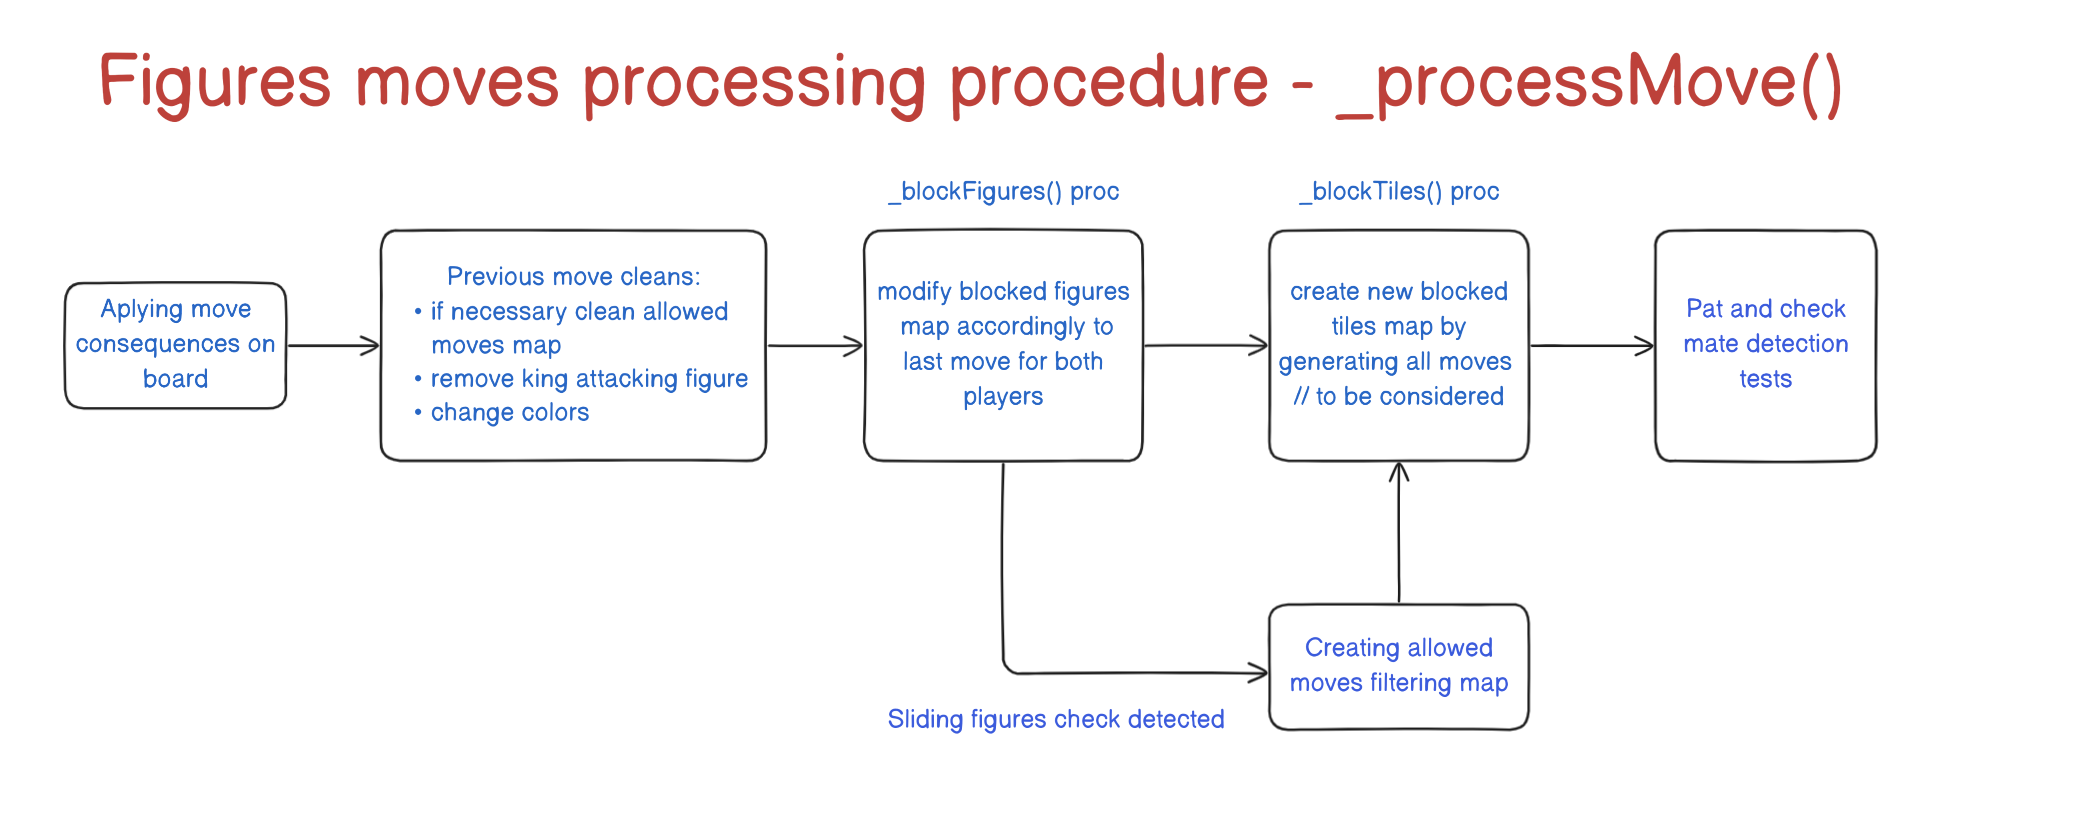 Figures moves processing procedure - _processMove()
_blockFigures() proc
_blockTiles() proc
Aplying move
consequences on
board
Previous move cleans:
• if necessary clean allowed
moves map
• remove king attacking figure
• change colors
modify blocked figures
map accordingly to
last move for both
players
create new blocked
tiles map by
generating all moves
// to be considered
Pat and check
mate detection
tests
Creating allowed
moves filtering map
Sliding figures check detected